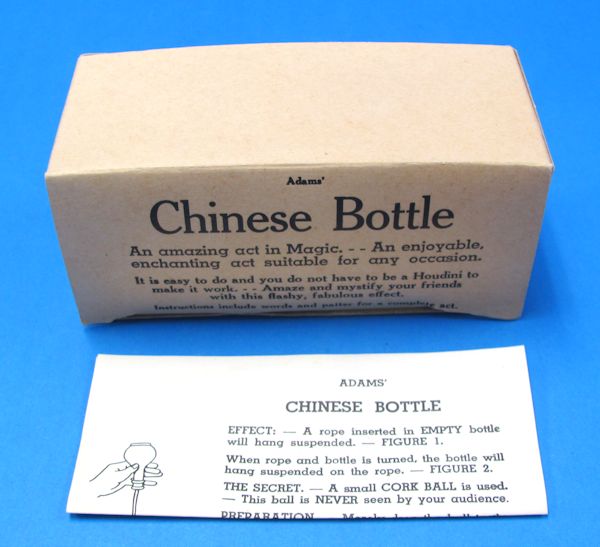 Adams'
Chinese Bottle
An amazing act in Magic. - - An enjoyable,
enchanting act suitable for any occasion.
It is easy to do and you do not have to be a Houdini to
make it work. - - Amaze and mystify your friends
with this flashy, fabulous effect.
Instructions include words and patter for a complete act.
ADAMS'
CHINESE BOTTLE
EFFECT: — A rope inserted in EMPTY bottle
will hang suspended. — FIGURE 1.
When rope and bottle is turned, the bottle will
hang suspended on the rope. — FIGURE 2.
THE SECRET. — A small CORK BALL is used.
— This ball is NEVER seen by your audience.
PREPARATION